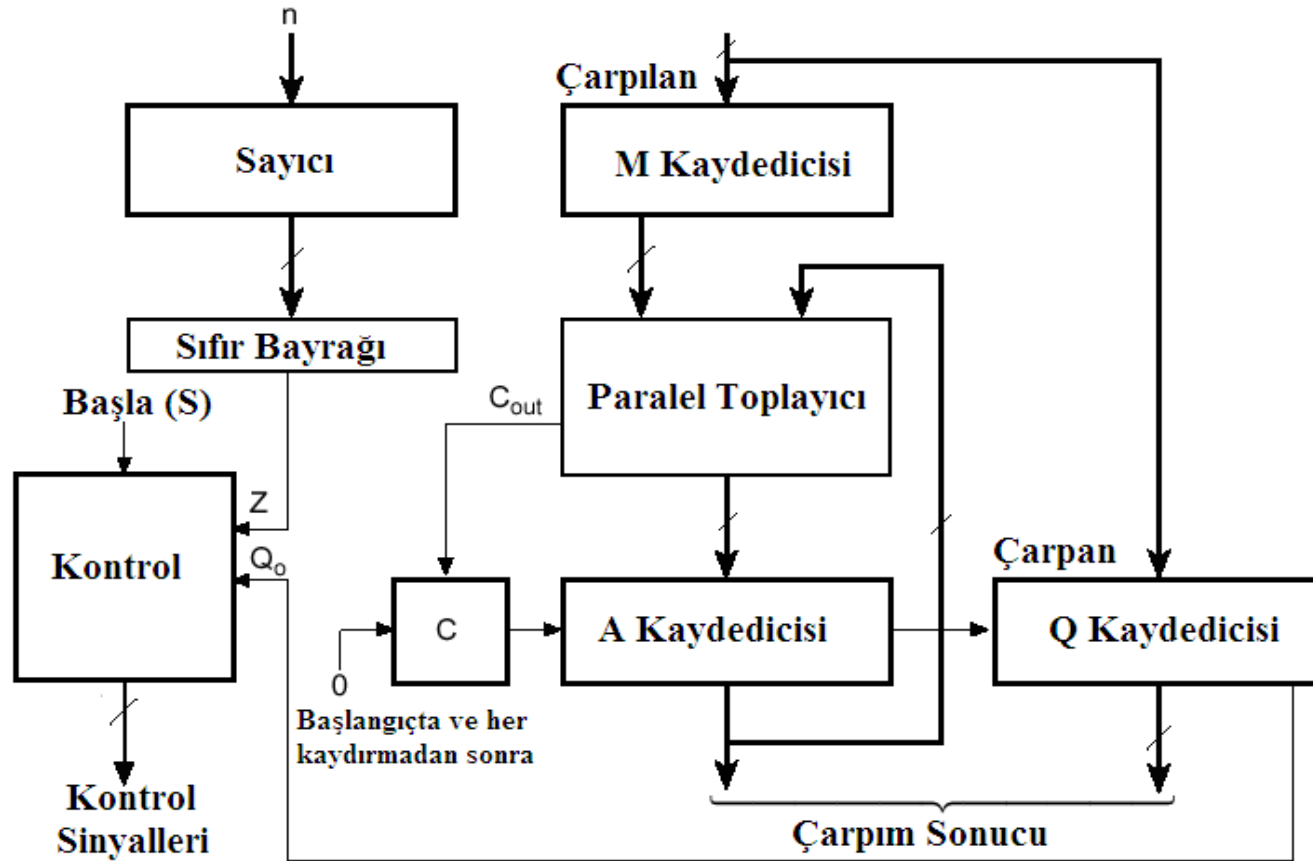 n
Çarpılan
Sayıcı
M Kaydedicisi
Sıfır Bayrağı
Başla (S)
Cout
Paralel Toplayıcı
Z
Qo
Kontrol
Çarpan
C
A Kaydedicisi
Q Kaydedicisi
0
Başlangıçta ve her
kaydırmadan sonra
Kontrol
Sinyalleri
Çarpım Sonucu